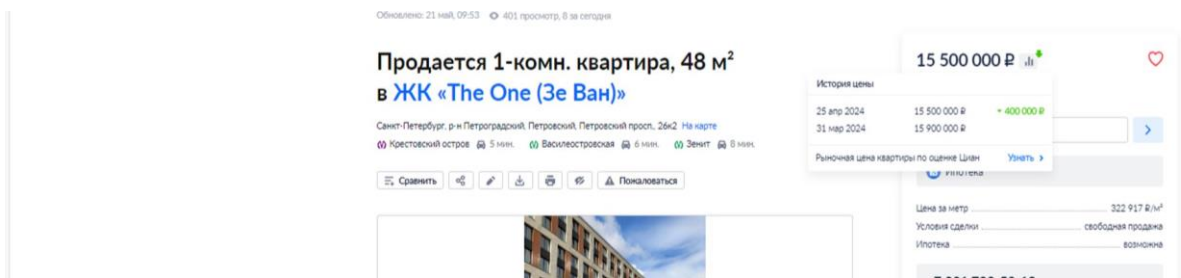 Обновлено: 21 май, 09:53 401 просмотр, 8 за сегодня
Продается 1-комн. квартира, 48 м²
в ЖК «The One (Зе Ван)»
Санкт-Петербург, р-н Петроградский, Петровский, Петровский просп., 26к2 На карте
Крестовский остров 5 мин. Василеостровская 6 мин. Зенит 8 мин.
Сравнить Пожаловаться
15 500 000 ₽
История цены
25 апр 2024 15 500 000 ₽ 400 000 ₽
31 мар 2024 15 900 000 ₽
Рыночная цена квартиры по оценке Циан Узнать
Ипотека
Цена за метр 322 917 ₽/м²
Условия сделки свободная продажа
Ипотека возможна